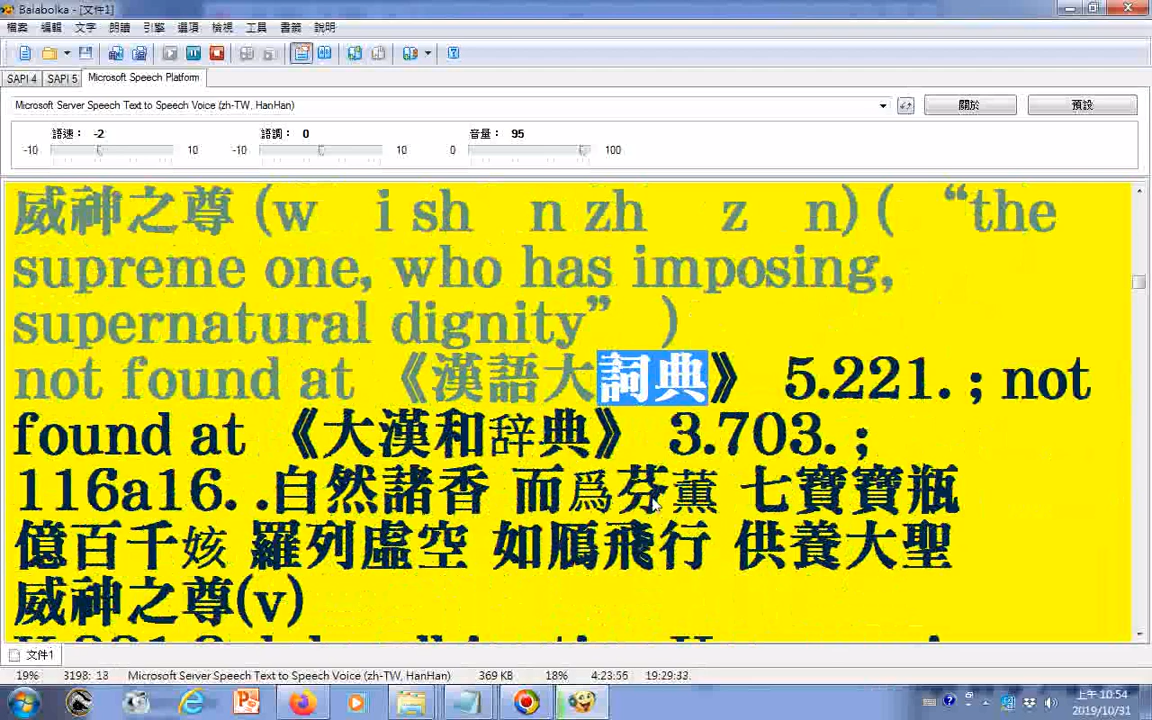 Balabolka - [文件1]
檔案 編輯 文字 朗讀 引擎 選項 檢視 工具 書籤 說明
SAPI 4 SAPI 5 Microsoft Speech Platform
Microsoft Server Speech Text to Speech Voice (zh-TW, HanHan) 關於 預設
語速： -2 語調： 0 音量： 95
-10 10 -10 10 0 100
威神之尊 (w i sh n zh z n) ( “the
supreme one, who has imposing,
supernatural dignity” )
not found at 《漢語大詞典》 5.221. ; not
found at 《大漢和辞典》 3.703. ;
116a16. .自然諸香 而爲芬薰 七寶寶瓶
億百千姟 羅列虛空 如鴈飛行 供養大聖
威神之尊(v)
文件1
19% 3198: 13 Microsoft Server Speech Text to Speech Voice (zh-TW, HanHan) 369 KB 18% 4:23:55 19:29:33.
上午 10:54
2019/10/31